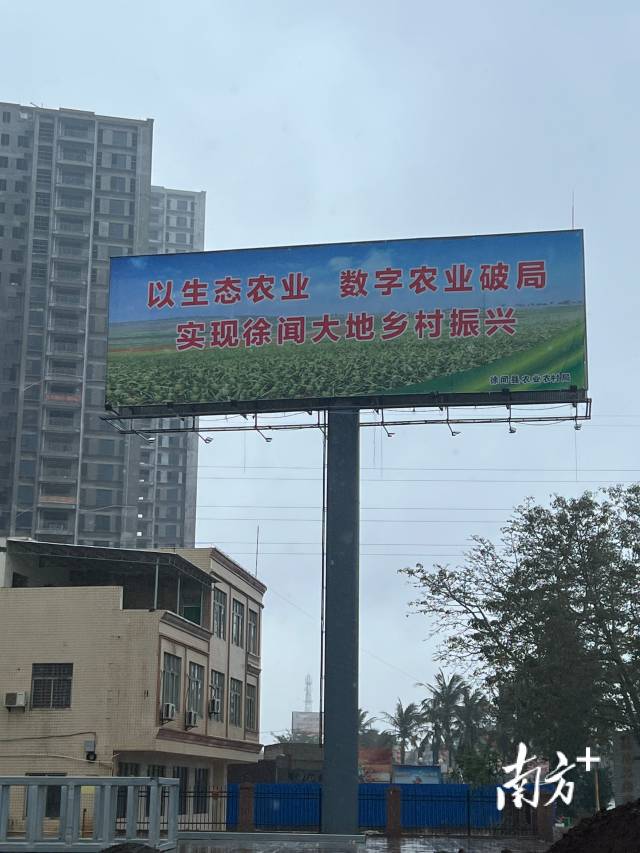 以生态农业 数字农业破局
实现徐闻大地乡村振兴
徐闻县农业农村局
南方+